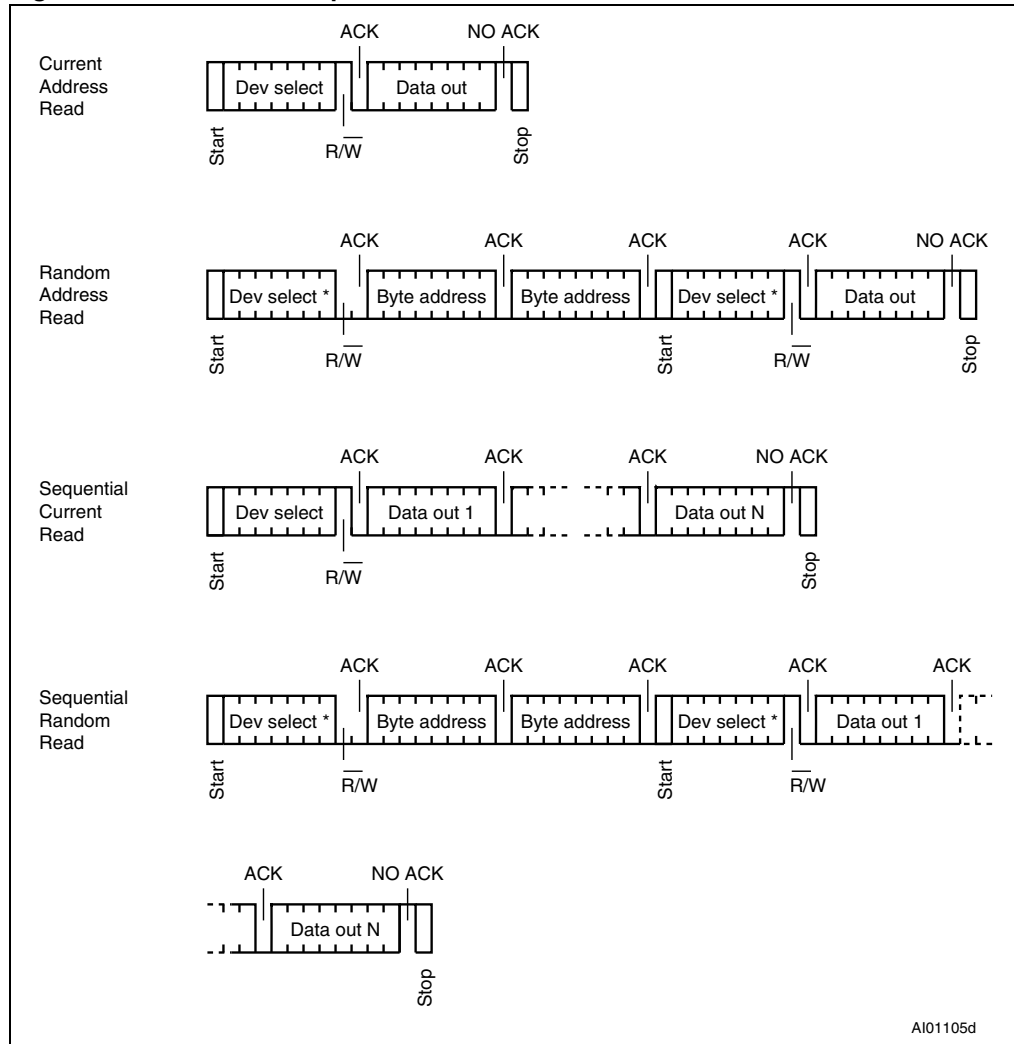 ACK NO ACK
Current
Address
Read
Dev select Data out
Start R/W̅ Stop
ACK ACK ACK ACK NO ACK
Random
Address
Read
Dev select * Byte address Byte address Dev select * Data out
Start R/W̅ Start R/W̅ Stop
ACK ACK ACK NO ACK
Sequential
Current
Read
Dev select Data out 1 Data out N
Start R/W̅ Stop
ACK ACK ACK ACK ACK
Sequential
Random
Read
Dev select * Byte address Byte address Dev select * Data out 1
Start R̅/W Start R̅/W
ACK NO ACK
Data out N
Stop
AI01105d